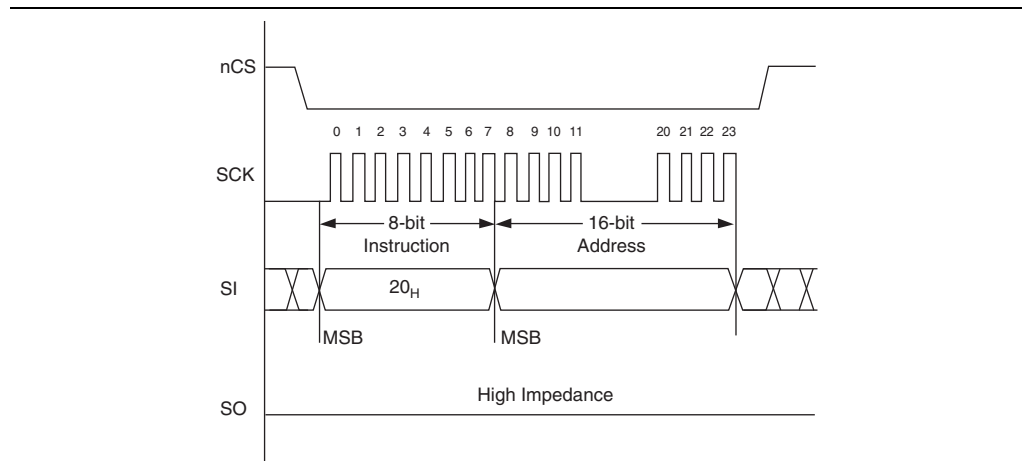 nCS
0 1 2 3 4 5 6 7 8 9 10 11 20 21 22 23
SCK
8-bit 16-bit
Instruction Address
SI 20H
MSB MSB
High Impedance
SO